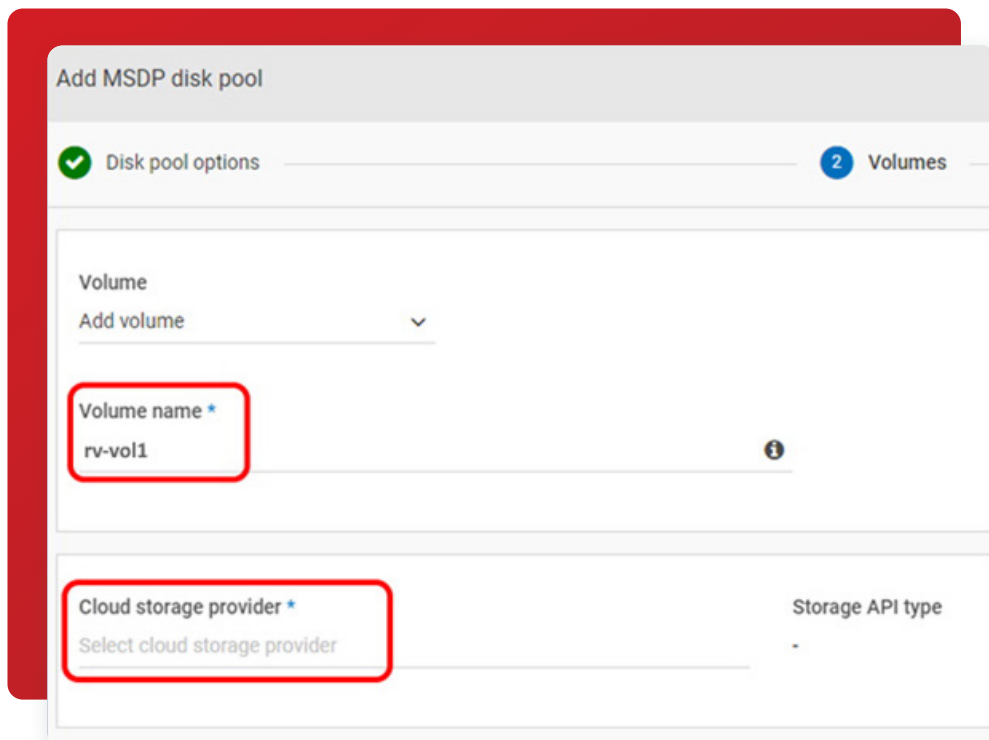 Add MSDP disk pool
Disk pool options
2 Volumes
Volume
Add volume
Volume name *
rv-vol1
Cloud storage provider *
Storage API type
Select cloud storage provider
-